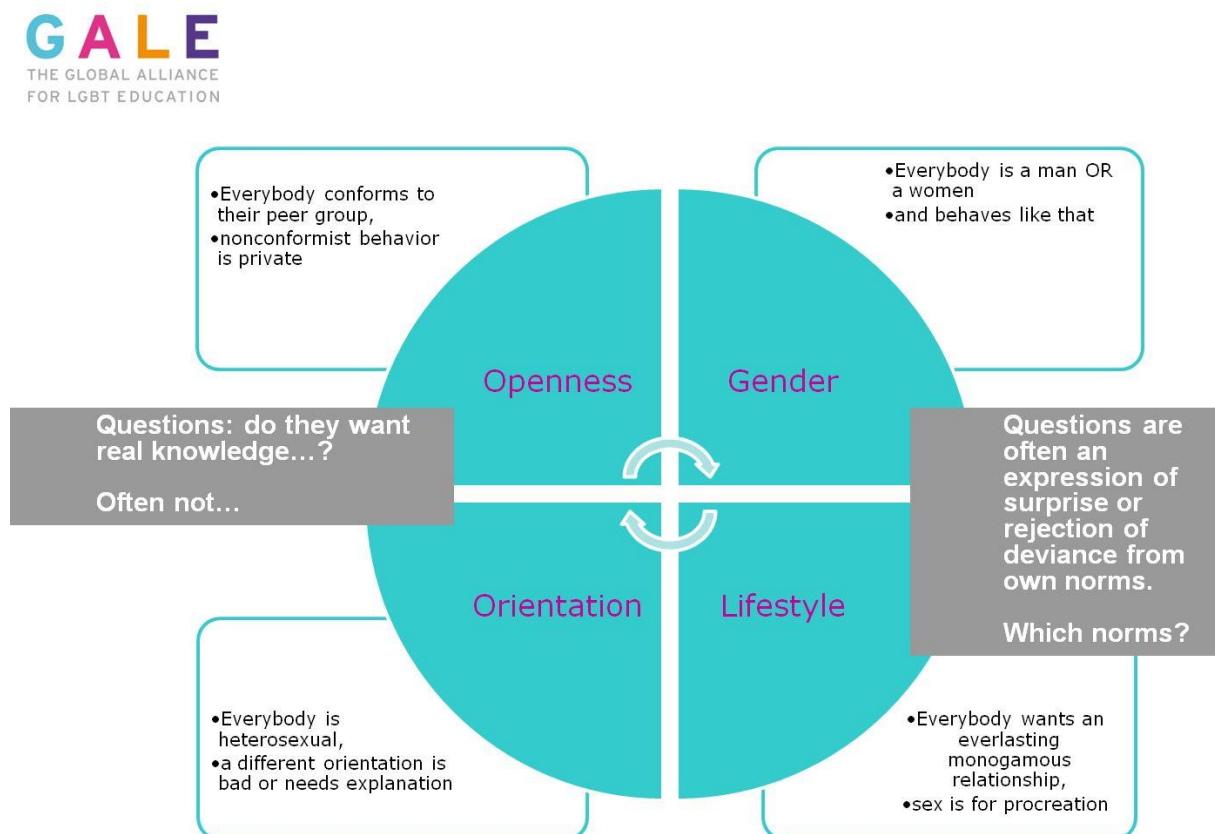 GALE
THE GLOBAL ALLIANCE
FOR LGBT EDUCATION
•Everybody conforms to
their peer group,
•nonconformist behavior
is private
•Everybody is a man OR
a women
•and behaves like that
Openness
Gender
Questions: do they want
real knowledge...?
Often not...
Questions are
often an
expression of
surprise or
rejection of
deviance from
own norms.
Which norms?
Orientation
Lifestyle
•Everybody is
heterosexual,
•a different orientation is
bad or needs explanation
•Everybody wants an
everlasting
monogamous
relationship,
•sex is for procreation